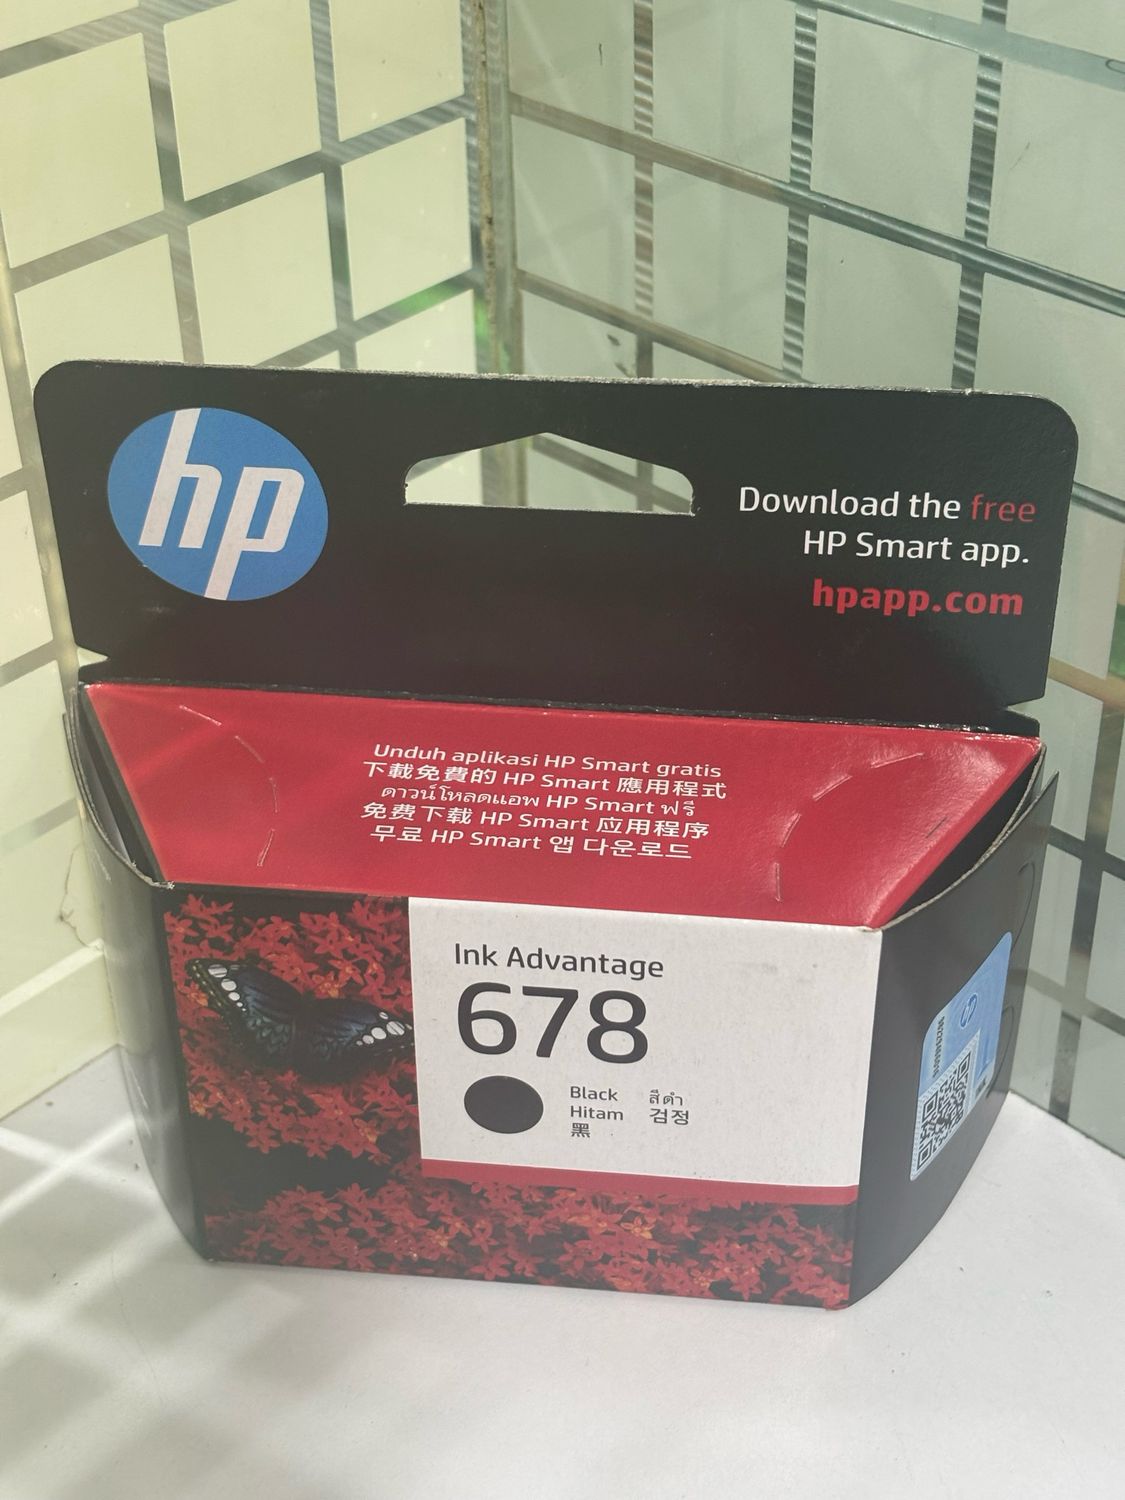 hp
Download the free
HP Smart app.
hpapp.com
Unduh aplikasi HP Smart gratis
下載免費的 HP Smart 應用程式
ดาวน์โหลดแอพ HP Smart ฟรี
免费下载 HP Smart 应用程序
무료 HP Smart 앱 다운로드
Ink Advantage
678
Black สีดำ
Hitam 검정
黑
hp